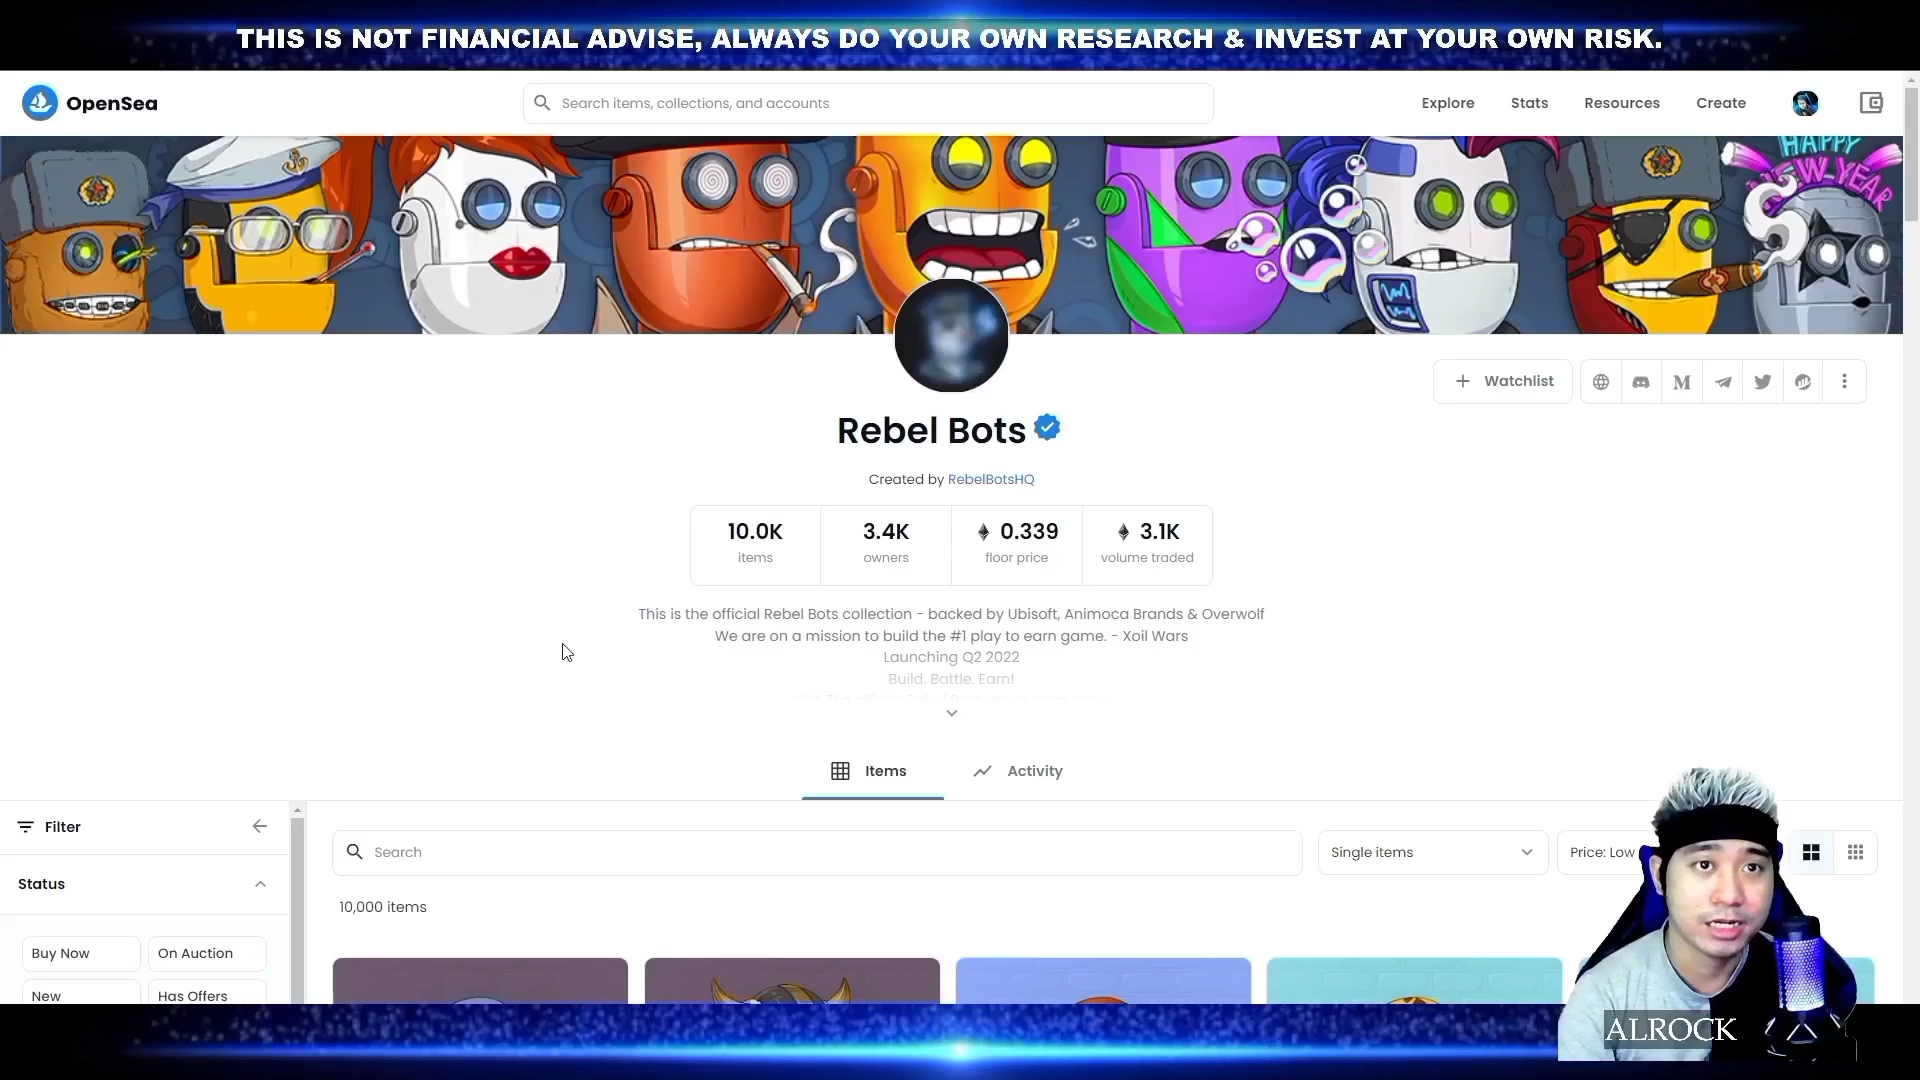 THIS IS NOT FINANCIAL ADVISE, ALWAYS DO YOUR OWN RESEARCH & INVEST AT YOUR OWN RISK.
OpenSea
Search items, collections, and accounts
Explore
Stats
Resources
Create
HAPPY
NEW YEAR
Watchlist
Rebel Bots
Created by RebelBotsHQ
10.0K
items
3.4K
owners
0.339
floor price
3.1K
volume traded
This is the official Rebel Bots collection - backed by Ubisoft, Animoca Brands & Overwolf
We are on a mission to build the #1 play to earn game. - Xoil Wars
Launching Q2 2022
Build. Battle. Earn!
Items
Activity
Filter
Search
Single items
Price: Low
Status
10,000 items
Buy Now
On Auction
New
Has Offers
ALROCK